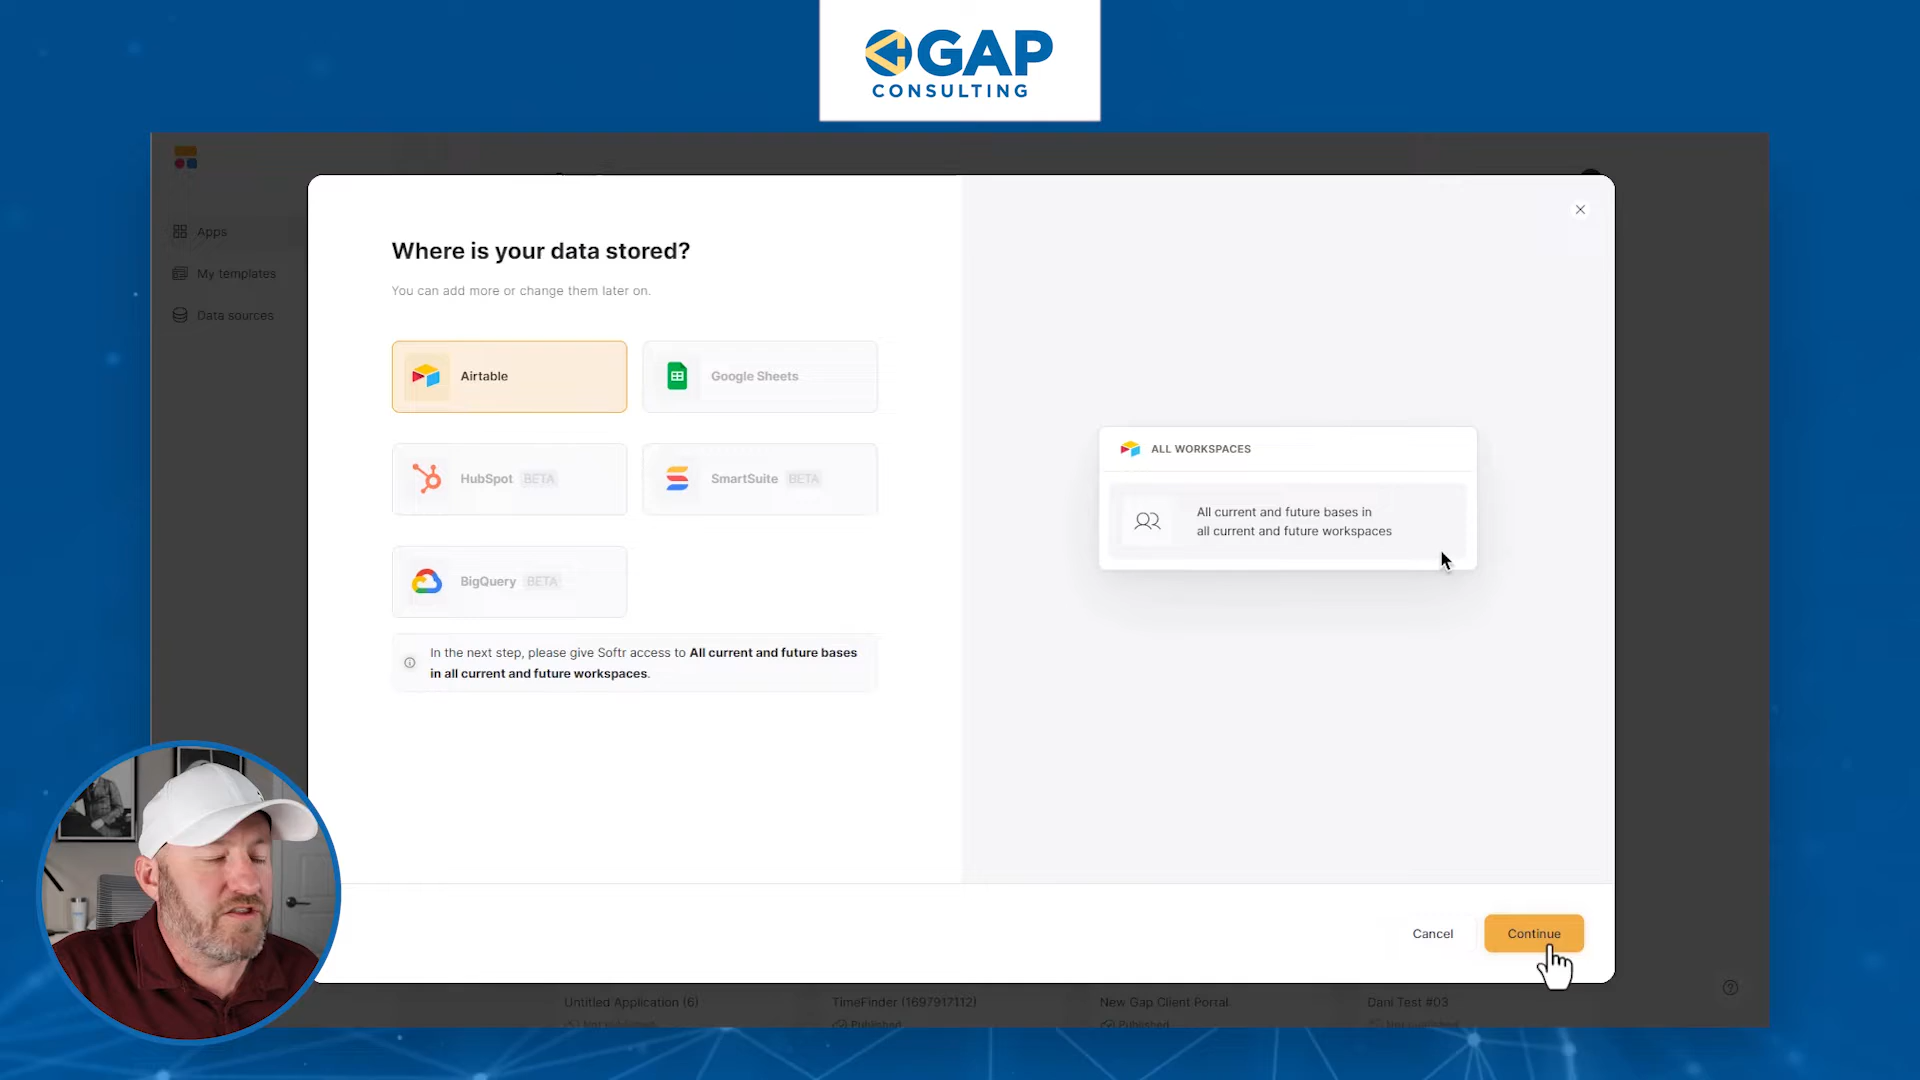 GAP
CONSULTING
Apps
My templates
Data sources
Where is your data stored?
You can add more or change them later on.
Airtable
Google Sheets
HubSpot BETA
SmartSuite BETA
BigQuery BETA
In the next step, please give Softr access to All current and future bases
in all current and future workspaces.
ALL WORKSPACES
All current and future bases in
all current and future workspaces
Cancel
Continue
Untitled Application (6)
TimeFinder (1697917112)
New Gap Client Portal
Dani Test #03
Not published
Published
Published
Not published